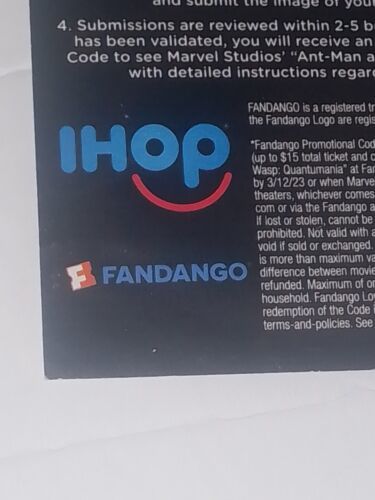 and submit the image of your
4. Submissions are reviewed within 2-5 b
has been validated, you will receive an
Code to see Marvel Studios' "Ant-Man a
with detailed instructions regar
FANDANGO is a registered tr
the Fandango Logo are regis
IHOP
*Fandango Promotional Cod
(up to $15 total ticket and c
Wasp: Quantumania" at Fan
by 3/12/23 or when Marve
theaters, whichever comes
com or via the Fandango a
If lost or stolen, cannot be
prohibited. Not valid with a
void if sold or exchanged.
is more than maximum va
difference between movie
refunded. Maximum of or
household. Fandango Loy
redemption of the Code i
terms-and-policies. See
F FANDANGO